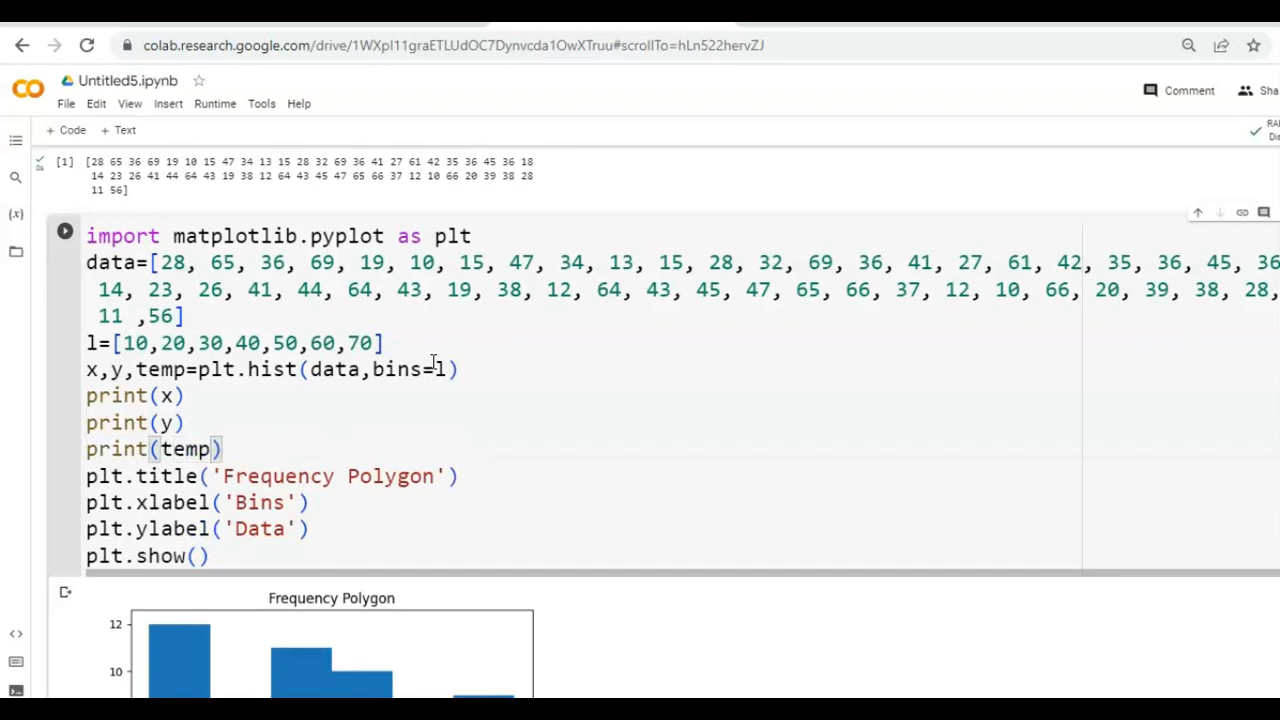 colab.research.google.com/drive/1WXpI11graETLUdOC7Dynvcda1OwXTruu#scrollTo=hLn522hervZJ
CO Untitled5.ipynb
Comment Sha
File Edit View Insert Runtime Tools Help
+ Code + Text
RAI
Dis
[1] [28 65 36 69 19 10 15 47 34 13 15 28 32 69 36 41 27 61 42 35 36 45 36 18
14 23 26 41 44 64 43 19 38 12 64 43 45 47 65 66 37 12 10 66 20 39 38 28
11 56]
{x}
import matplotlib.pyplot as plt
data=[28, 65, 36, 69, 19, 10, 15, 47, 34, 13, 15, 28, 32, 69, 36, 41, 27, 61, 42, 35, 36, 45, 36
14, 23, 26, 41, 44, 64, 43, 19, 38, 12, 64, 43, 45, 47, 65, 66, 37, 12, 10, 66, 20, 39, 38, 28,
11 ,56]
l=[10,20,30,40,50,60,70]
x,y,temp=plt.hist(data,bins=l)
print(x)
print(y)
print(temp)
plt.title('Frequency Polygon')
plt.xlabel('Bins')
plt.ylabel('Data')
plt.show()
Frequency Polygon
12
10